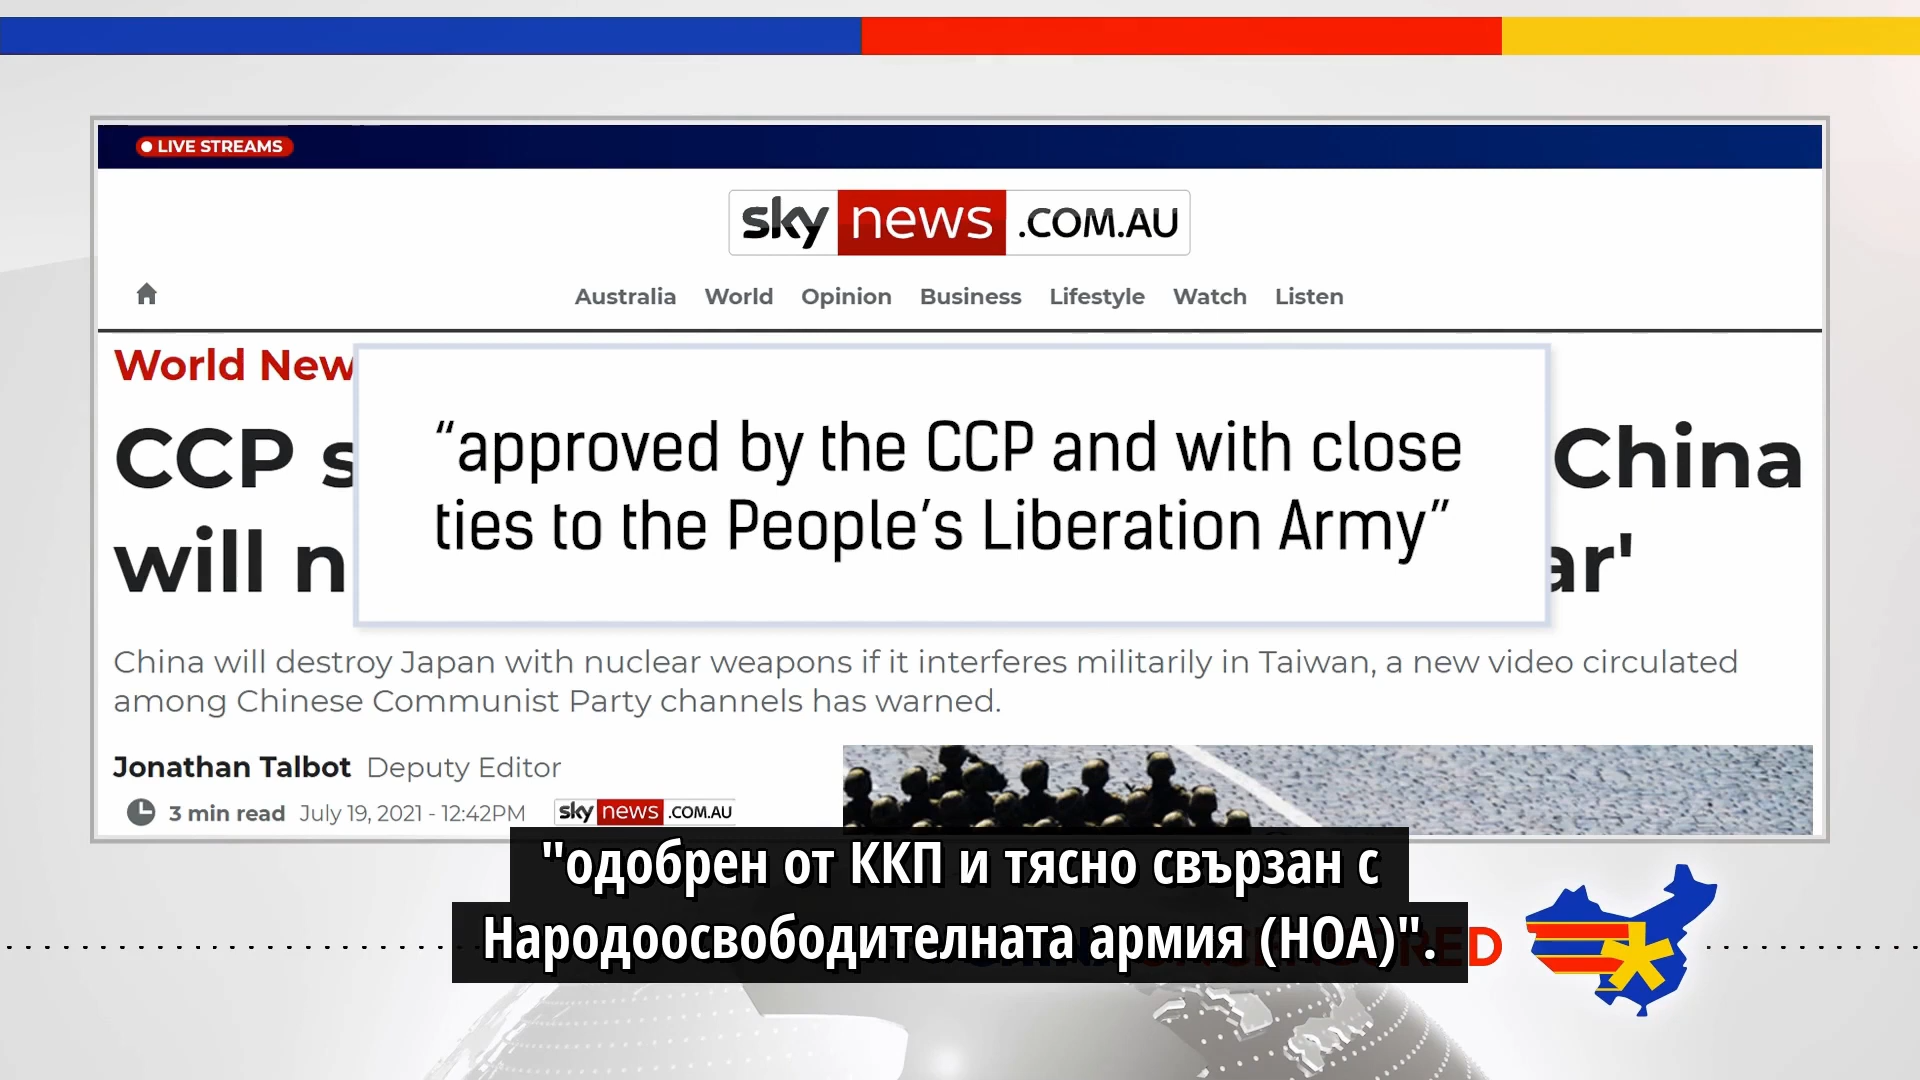 LIVE STREAMS
sky news .COM.AU
Australia World Opinion Business Lifestyle Watch Listen
World New
CCP s China
will n ar'
“approved by the CCP and with close
ties to the People’s Liberation Army”
China will destroy Japan with nuclear weapons if it interferes militarily in Taiwan, a new video circulated
among Chinese Communist Party channels has warned.
Jonathan Talbot Deputy Editor
3 min read July 19, 2021 - 12:42PM sky news .COM.AU
"одобрен от ККП и тясно свързан с
Народоосвободителната армия (НОА)".